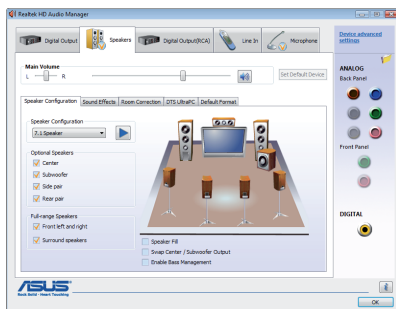 Realtek HD Audio Manager
Digital Output
Speakers
Digital Output(RCA)
Line In
Microphone
Device advanced settings
Main Volume
L
R
Set Default Device
ANALOG
Back Panel
Speaker Configuration
Sound Effects
Room Correction
DTS UltraPC
Default Format
Speaker Configuration
7.1 Speaker
Optional Speakers
Center
Subwoofer
Side pair
Rear pair
Front Panel
Full-range Speakers
Front left and right
Surround speakers
DIGITAL
Speaker Fill
Swap Center / Subwoofer Output
Enable Bass Management
ASUS
Rock Solid · Heart Touching
OK